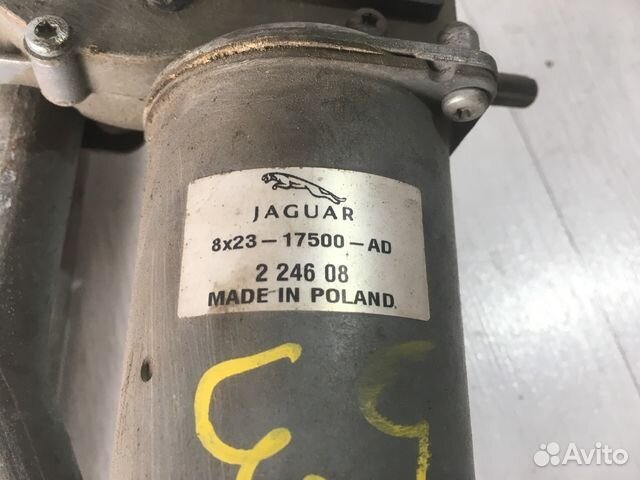 JAGUAR
8x23-17500-AD
2 246 08
MADE IN POLAND
Avito